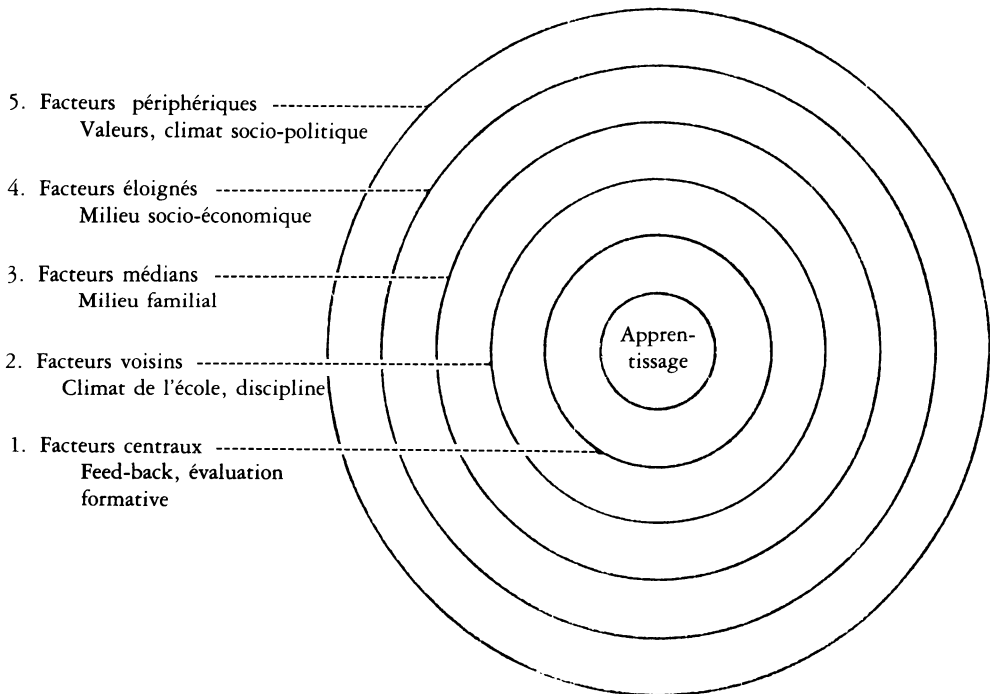 5. Facteurs périphériques
Valeurs, climat socio-politique
4. Facteurs éloignés
Milieu socio-économique
3. Facteurs médians
Milieu familial
2. Facteurs voisins
Climat de l'école, discipline
1. Facteurs centraux
Feed-back, évaluation
formative
Appren-
tissage